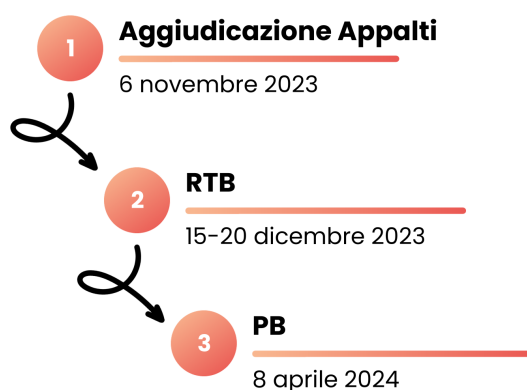 1
Aggiudicazione Appalti
6 novembre 2023
2
RTB
15-20 dicembre 2023
3
PB
8 aprile 2024